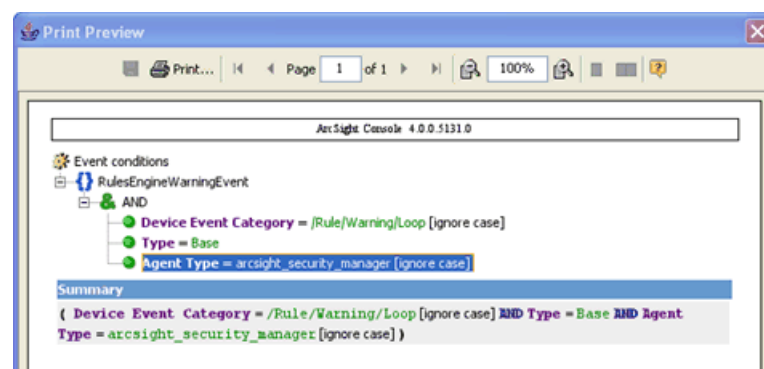 Print Preview
Print... Page 1 of 1 100%
ArcSight Console 4.0.0.5131.0
Event conditions
RulesEngineWarningEvent
AND
Device Event Category = /Rule/Warning/Loop [ignore case]
Type = Base
Agent Type = arcsight_security_manager [ignore case]
Summary
( Device Event Category = /Rule/Warning/Loop [ignore case] AND Type = Base AND Agent
Type = arcsight_security_manager [ignore case] )